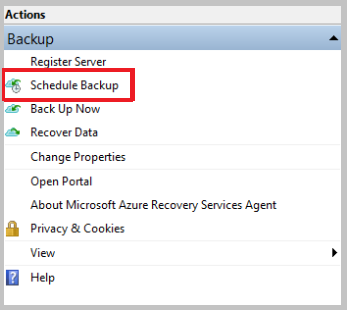 Actions
Backup
Register Server
Schedule Backup
Back Up Now
Recover Data
Change Properties
Open Portal
About Microsoft Azure Recovery Services Agent
Privacy & Cookies
View
Help